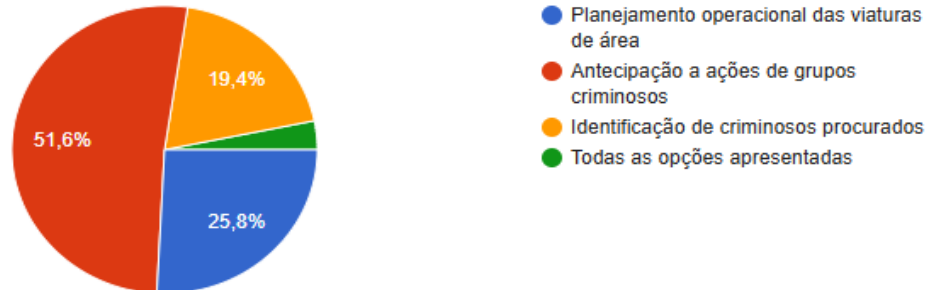 19,4%
51,6%
25,8%
Planejamento operacional das viaturas
de área
Antecipação a ações de grupos
criminosos
Identificação de criminosos procurados
Todas as opções apresentadas